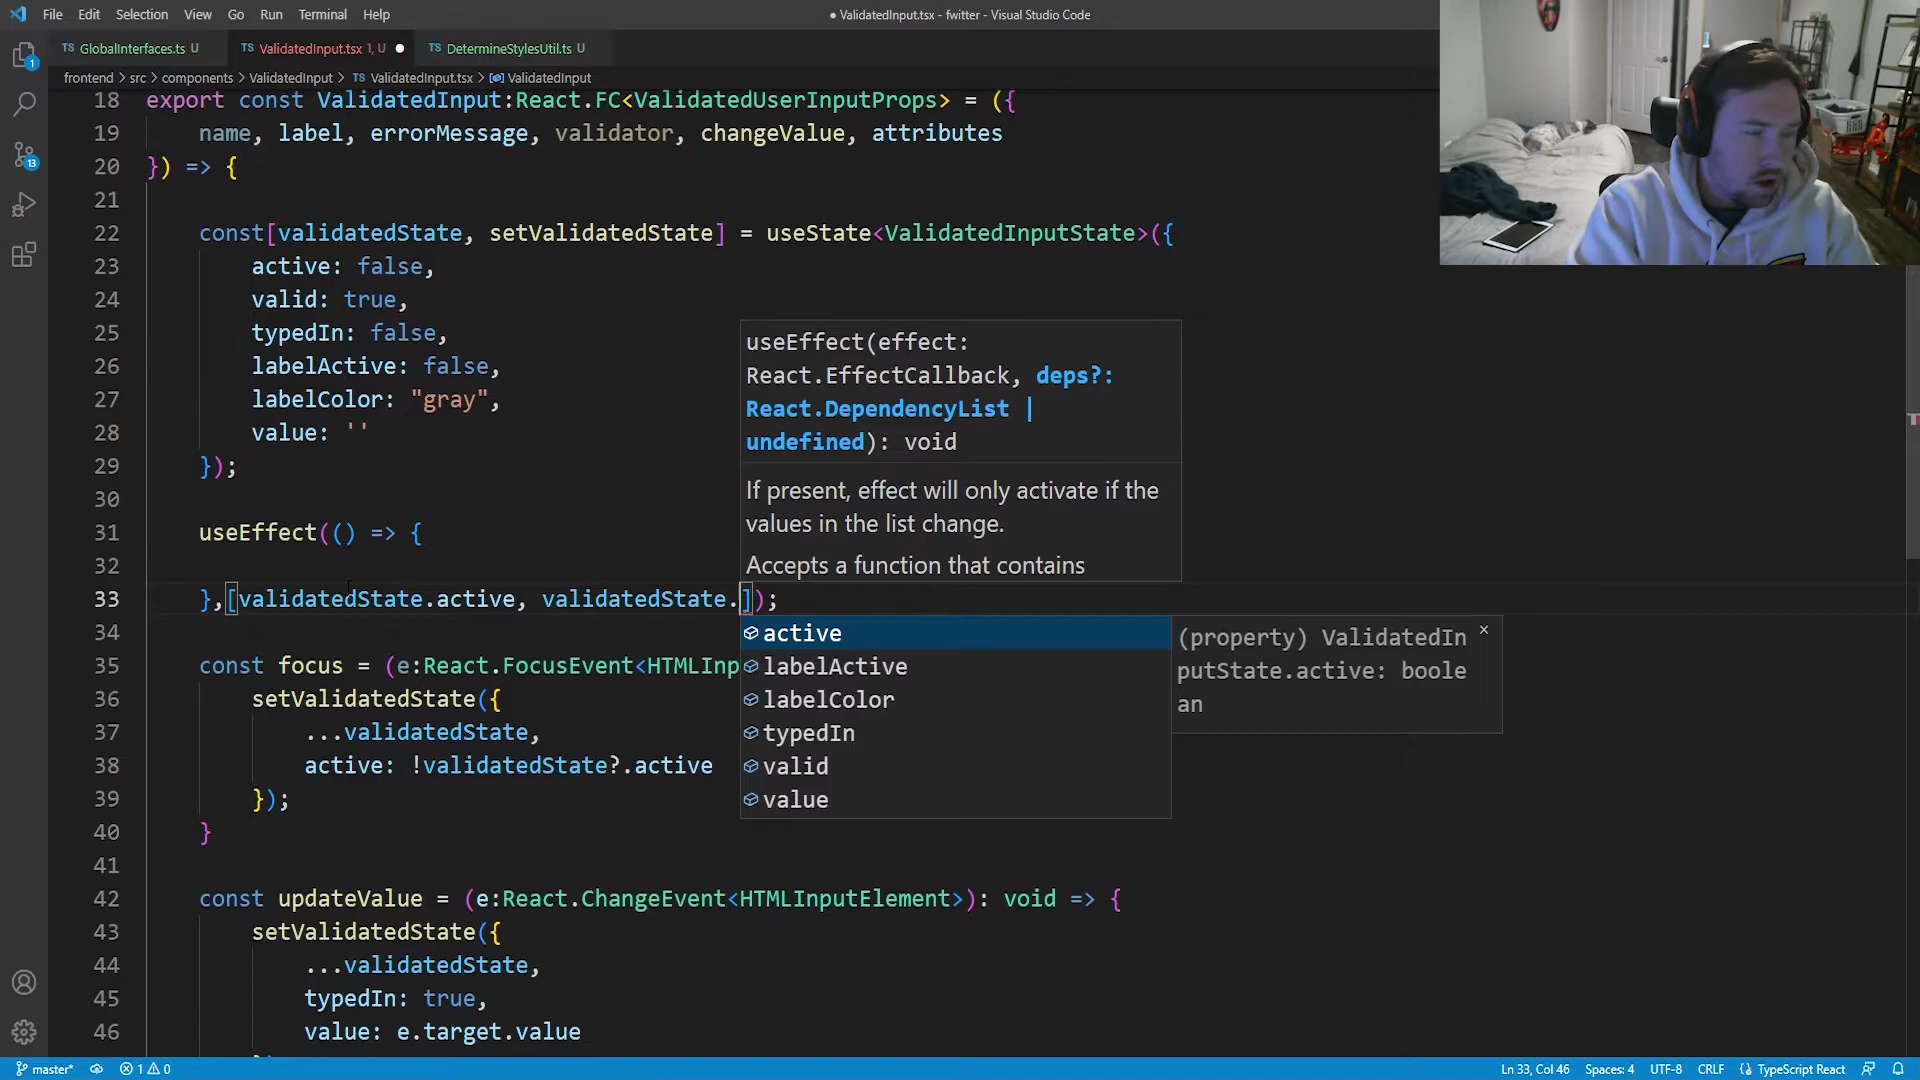 File Edit Selection View Go Run Terminal Help
● ValidatedInput.tsx - fwitter - Visual Studio Code
TS GlobalInterfaces.ts U
TS ValidatedInput.tsx 1, U ●
TS DetermineStylesUtil.ts U
frontend > src > components > ValidatedInput > TS ValidatedInput.tsx > ValidatedInput
18 export const ValidatedInput:React.FC<ValidatedUserInputProps> = ({
19 name, label, errorMessage, validator, changeValue, attributes
20 }) => {
21
22 const[validatedState, setValidatedState] = useState<ValidatedInputState>({
23 active: false,
24 valid: true,
25 typedIn: false,
26 labelActive: false,
27 labelColor: "gray",
28 value: ''
29 });
30
31 useEffect(() => {
32
33 },[validatedState.active, validatedState.]);
34
35 const focus = (e:React.FocusEvent<HTMLInp
36 setValidatedState({
37 ...validatedState,
38 active: !validatedState?.active
39 });
40 }
41
42 const updateValue = (e:React.ChangeEvent<HTMLInputElement>): void => {
43 setValidatedState({
44 ...validatedState,
45 typedIn: true,
46 value: e.target.value
useEffect(effect:
React.EffectCallback, deps?:
React.DependencyList |
undefined): void
If present, effect will only activate if the
values in the list change.
Accepts a function that contains
active
labelActive
labelColor
typedIn
valid
value
(property) ValidatedIn
putState.active: boole
an
1
13
master* 1 0
Ln 33, Col 46 Spaces: 4 UTF-8 CRLF {} TypeScript React